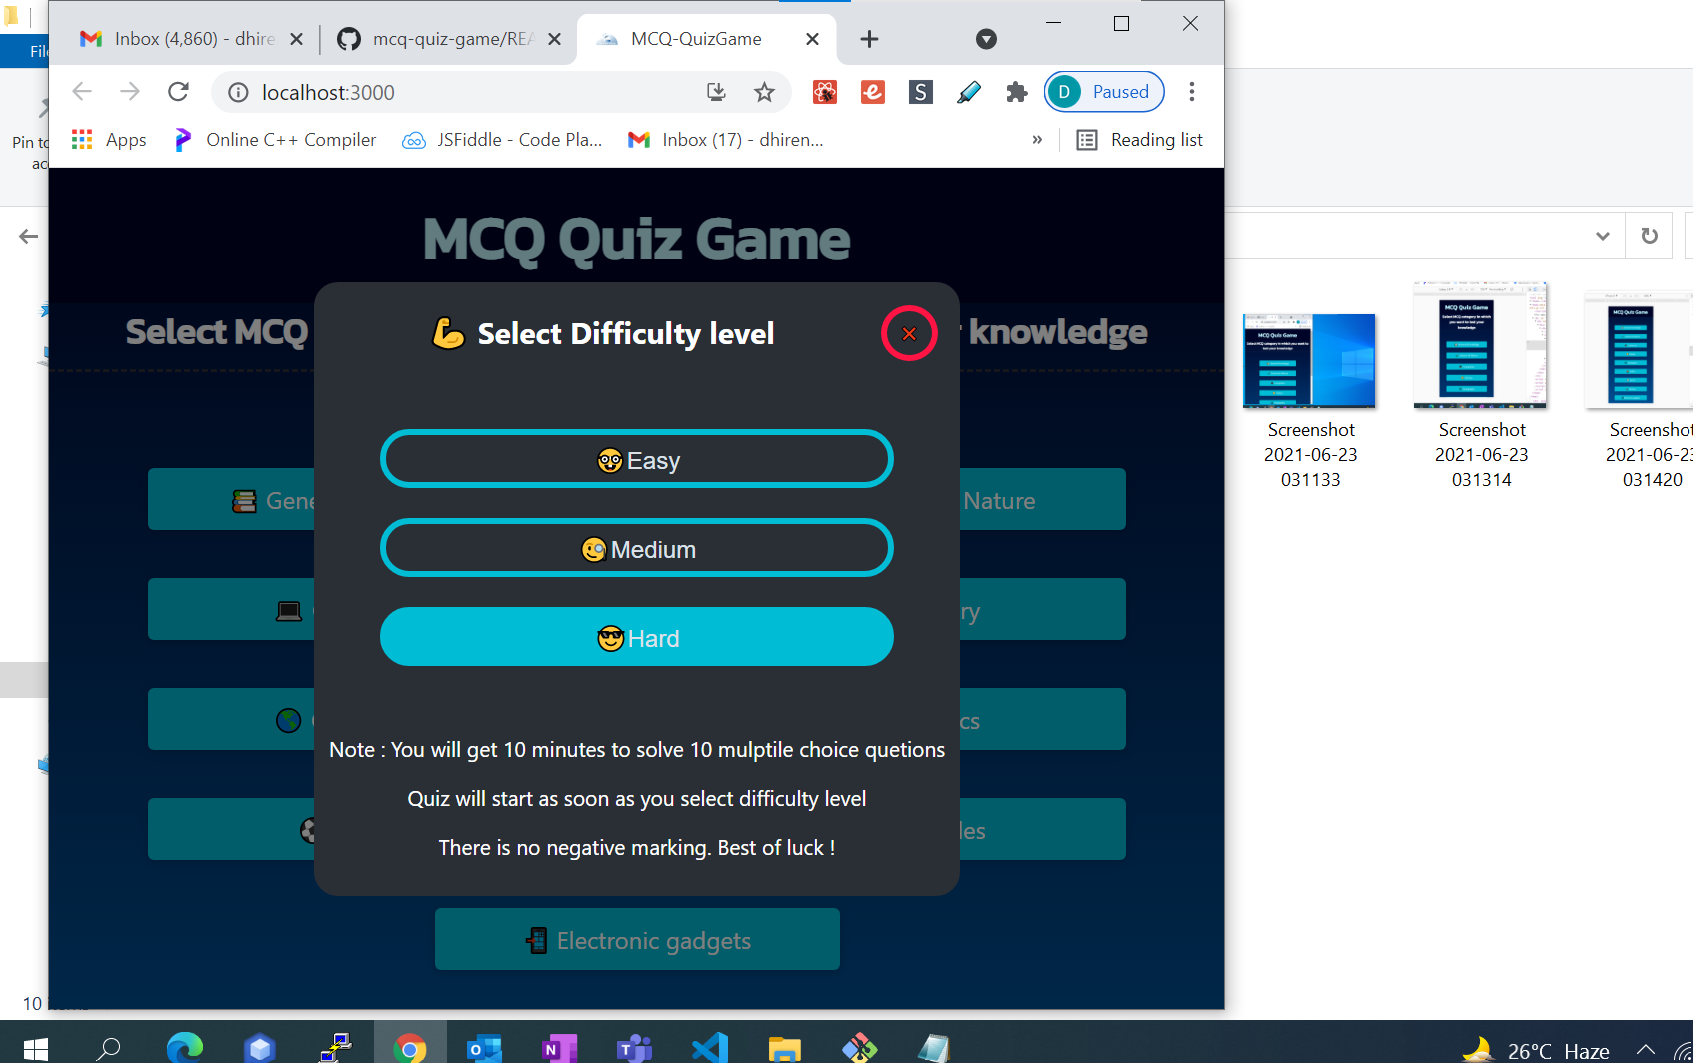 Inbox (4,860) - dhire
mcq-quiz-game/REA
MCQ-QuizGame
localhost:3000
D Paused
Apps
Online C++ Compiler
JSFiddle - Code Pla...
Inbox (17) - dhiren...
»
Reading list
MCQ Quiz Game
Select MCQ
knowledge
Select Difficulty level
Easy
Medium
Hard
Note : You will get 10 minutes to solve 10 mulptile choice quetions
Quiz will start as soon as you select difficulty level
There is no negative marking. Best of luck !
Gene
Nature
ry
cs
les
Electronic gadgets
File
Pin to
ac
Screenshot
2021-06-23
031133
Screenshot
2021-06-23
031314
Screenshot
2021-06-23
031420
10
26°C Haze